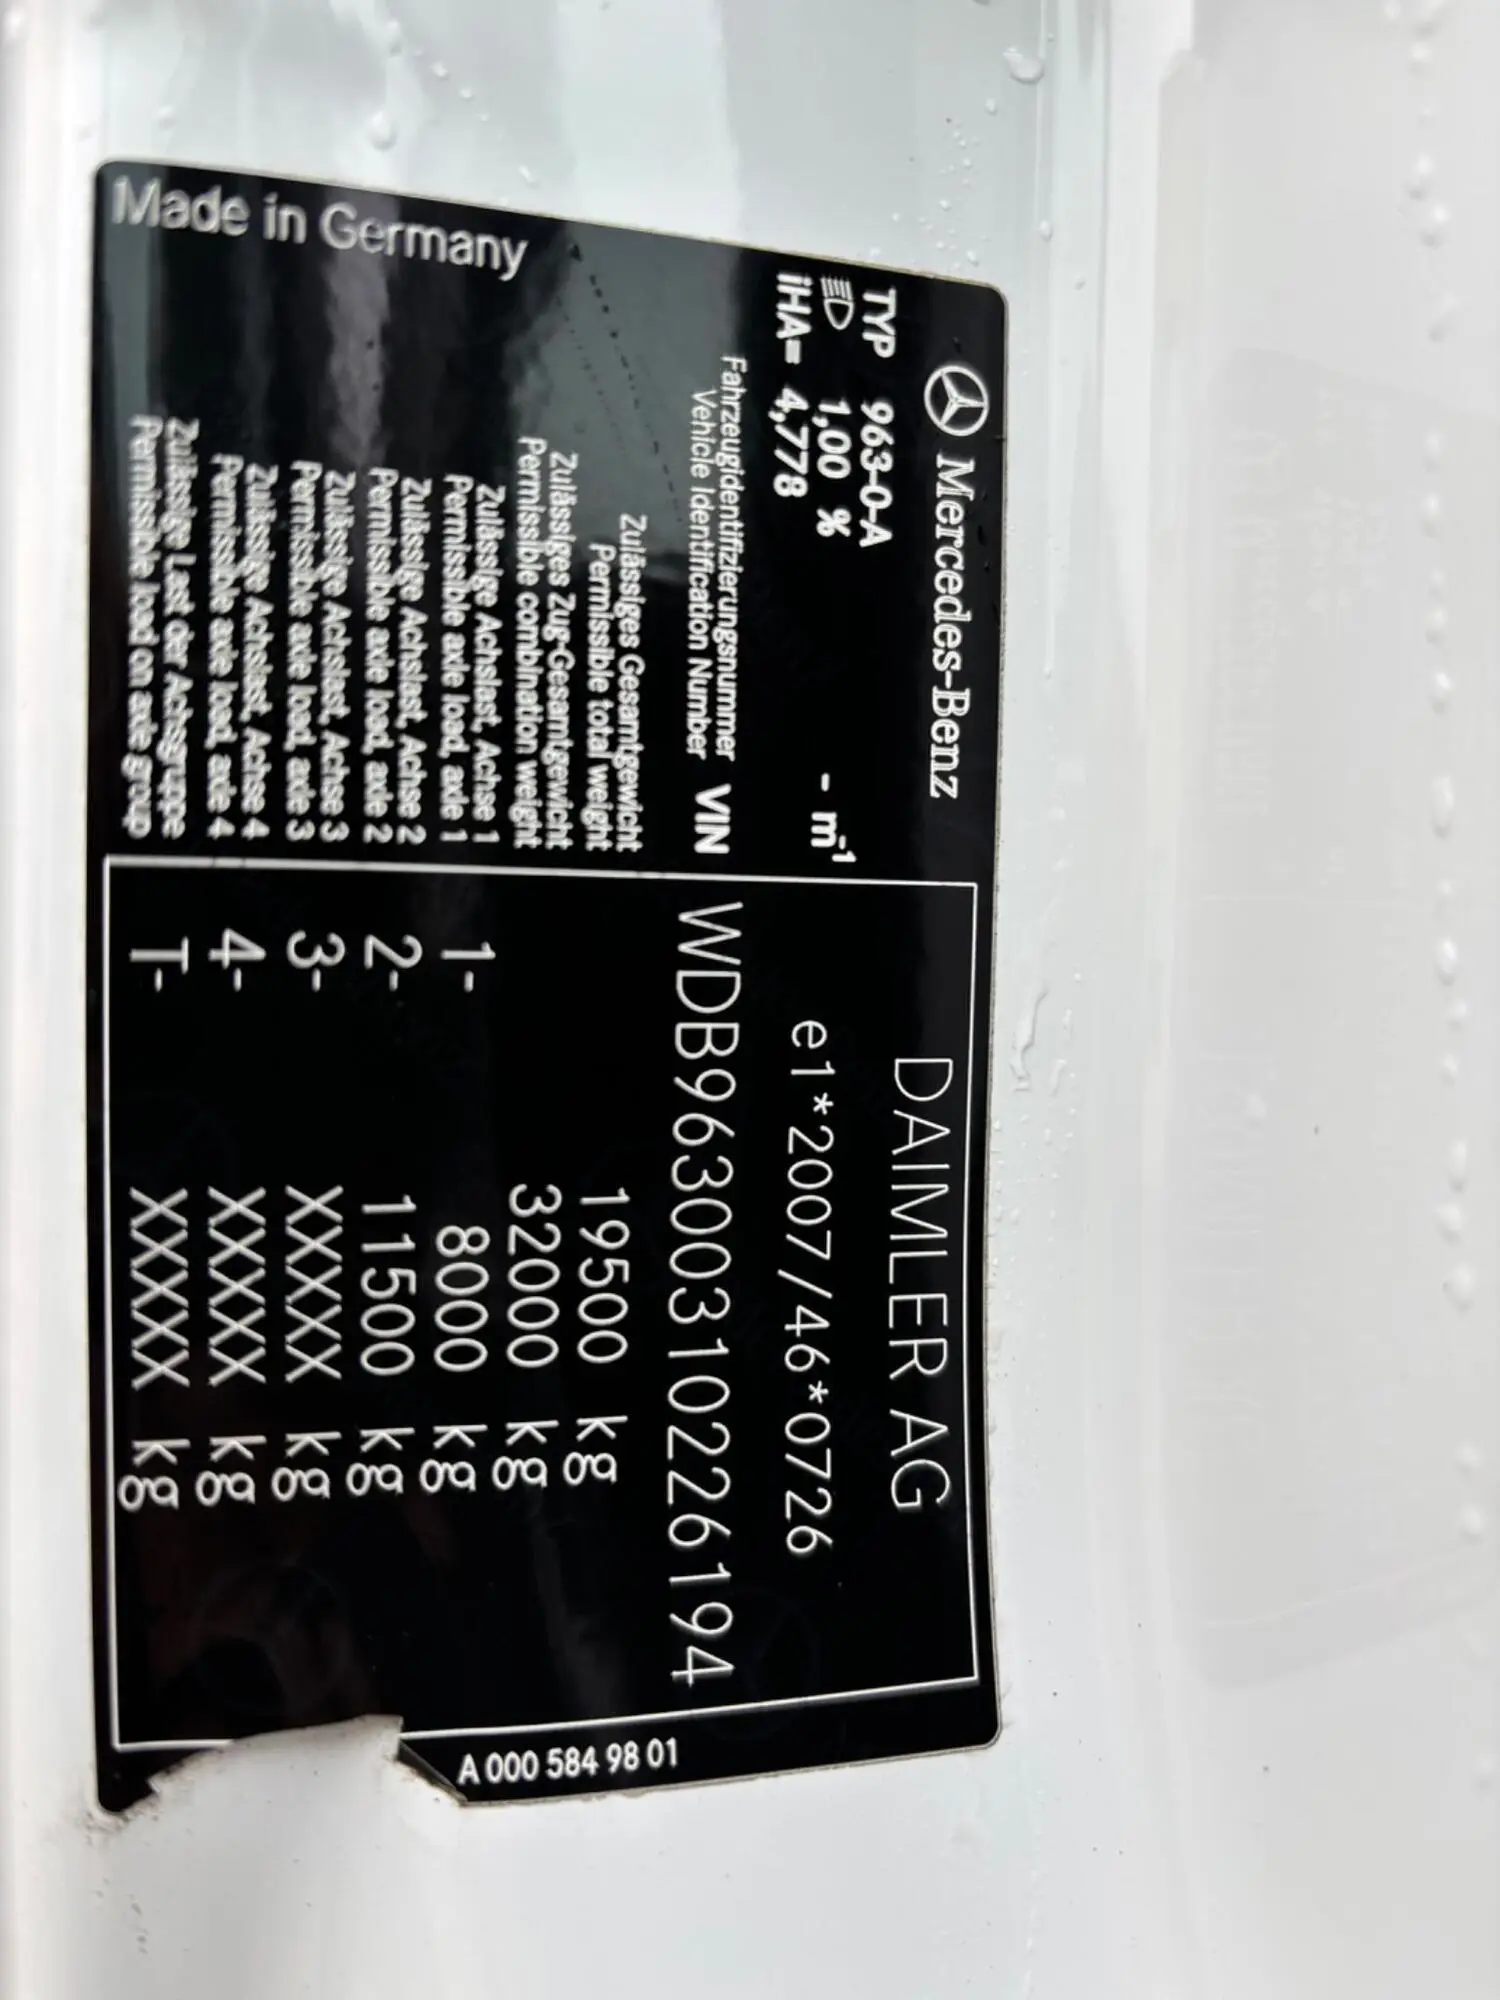 Mercedes-Benz
DAIMLER AG
TYP 963-0-A
1,00 % - m-1
e1*2007/46*0726
iHA= 4,778
Fahrzeugidentifizierungsnummer
Vehicle Identification Number VIN WDB96300310226194
Zulässiges Gesamtgewicht
Permissible total weight 19500 kg
Zulässiges Zug-Gesamtgewicht
Permissible combination weight 32000 kg
Zulässige Achslast, Achse 1
Permissible axle load, axle 1 1- 8000 kg
Zulässige Achslast, Achse 2
Permissible axle load, axle 2 2- 11500 kg
Zulässige Achslast, Achse 3
Permissible axle load, axle 3 3- XXXXX kg
Zulässige Achslast, Achse 4
Permissible axle load, axle 4 4- XXXXX kg
Zulässige Last der Achsgruppe
Permissible load on axle group T- XXXXX kg
Made in Germany
A 000 584 98 01